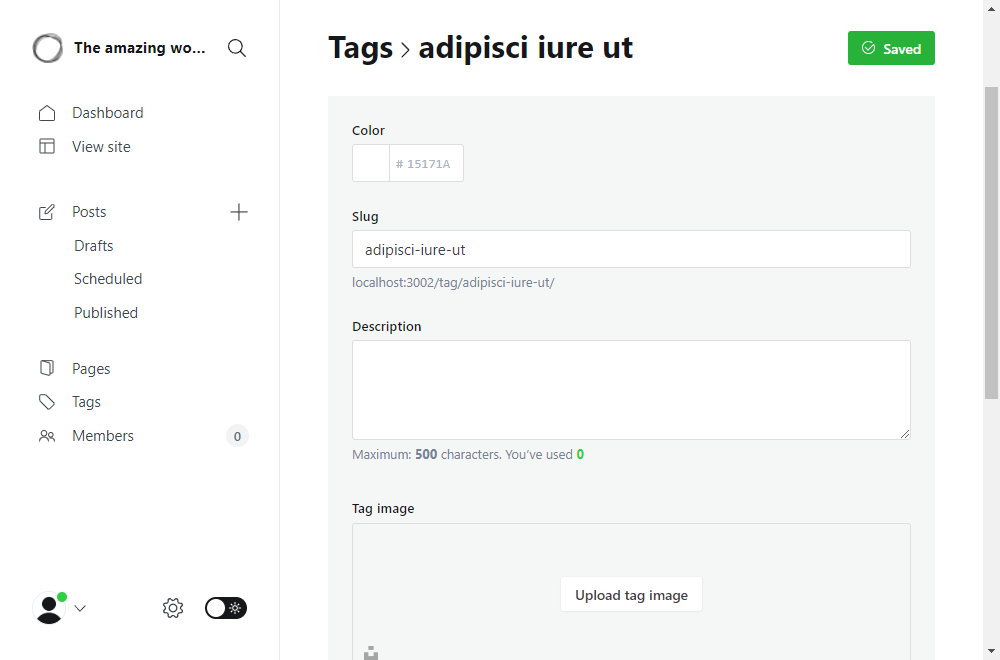 The amazing wo...
Dashboard
View site
Posts
Drafts
Scheduled
Published
Pages
Tags
Members
0
Tags > adipisci iure ut
Saved
Color
# 15171A
Slug
adipisci-iure-ut
localhost:3002/tag/adipisci-iure-ut/
Description
Maximum: 500 characters. You've used 0
Tag image
Upload tag image